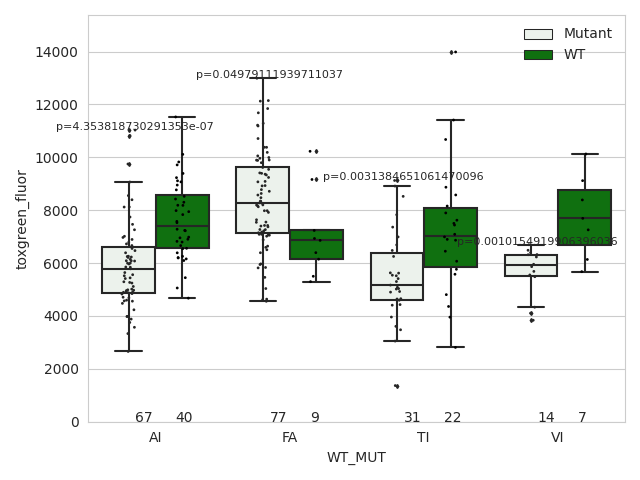 Mutant
WT
14000
12000
10000
8000
6000
4000
2000
0
toxgreen_fluor
p=4.353818730291353e-07
p=0.04979111939711037
p=0.0031384651061470096
p=0.0010154919906396036
67 40 77 9 31 22 14 7
AI FA TI VI
WT_MUT